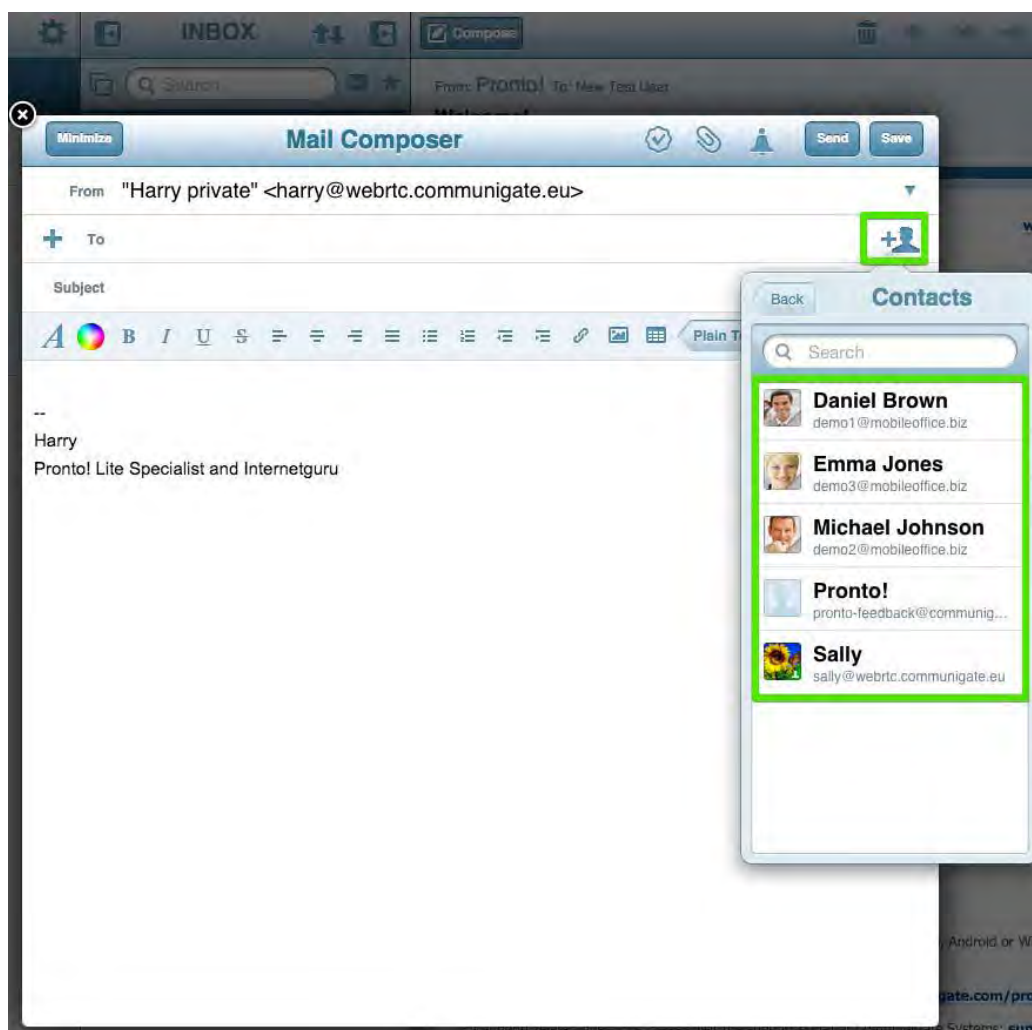 INBOX
Compose
Search
From: Pronto! To: New Test User
Welcome!
Minimize
Mail Composer
Send
Save
From "Harry private" <harry@webrtc.communigate.eu>
+ To
Subject
Back
Contacts
A B I U S
Plain T
Search
Daniel Brown
demo1@mobileoffice.biz
Emma Jones
demo3@mobileoffice.biz
Michael Johnson
demo2@mobileoffice.biz
Pronto!
pronto-feedback@communig...
Sally
sally@webrtc.communigate.eu
--
Harry
Pronto! Lite Specialist and Internetguru
Android or W
gate.com/pro